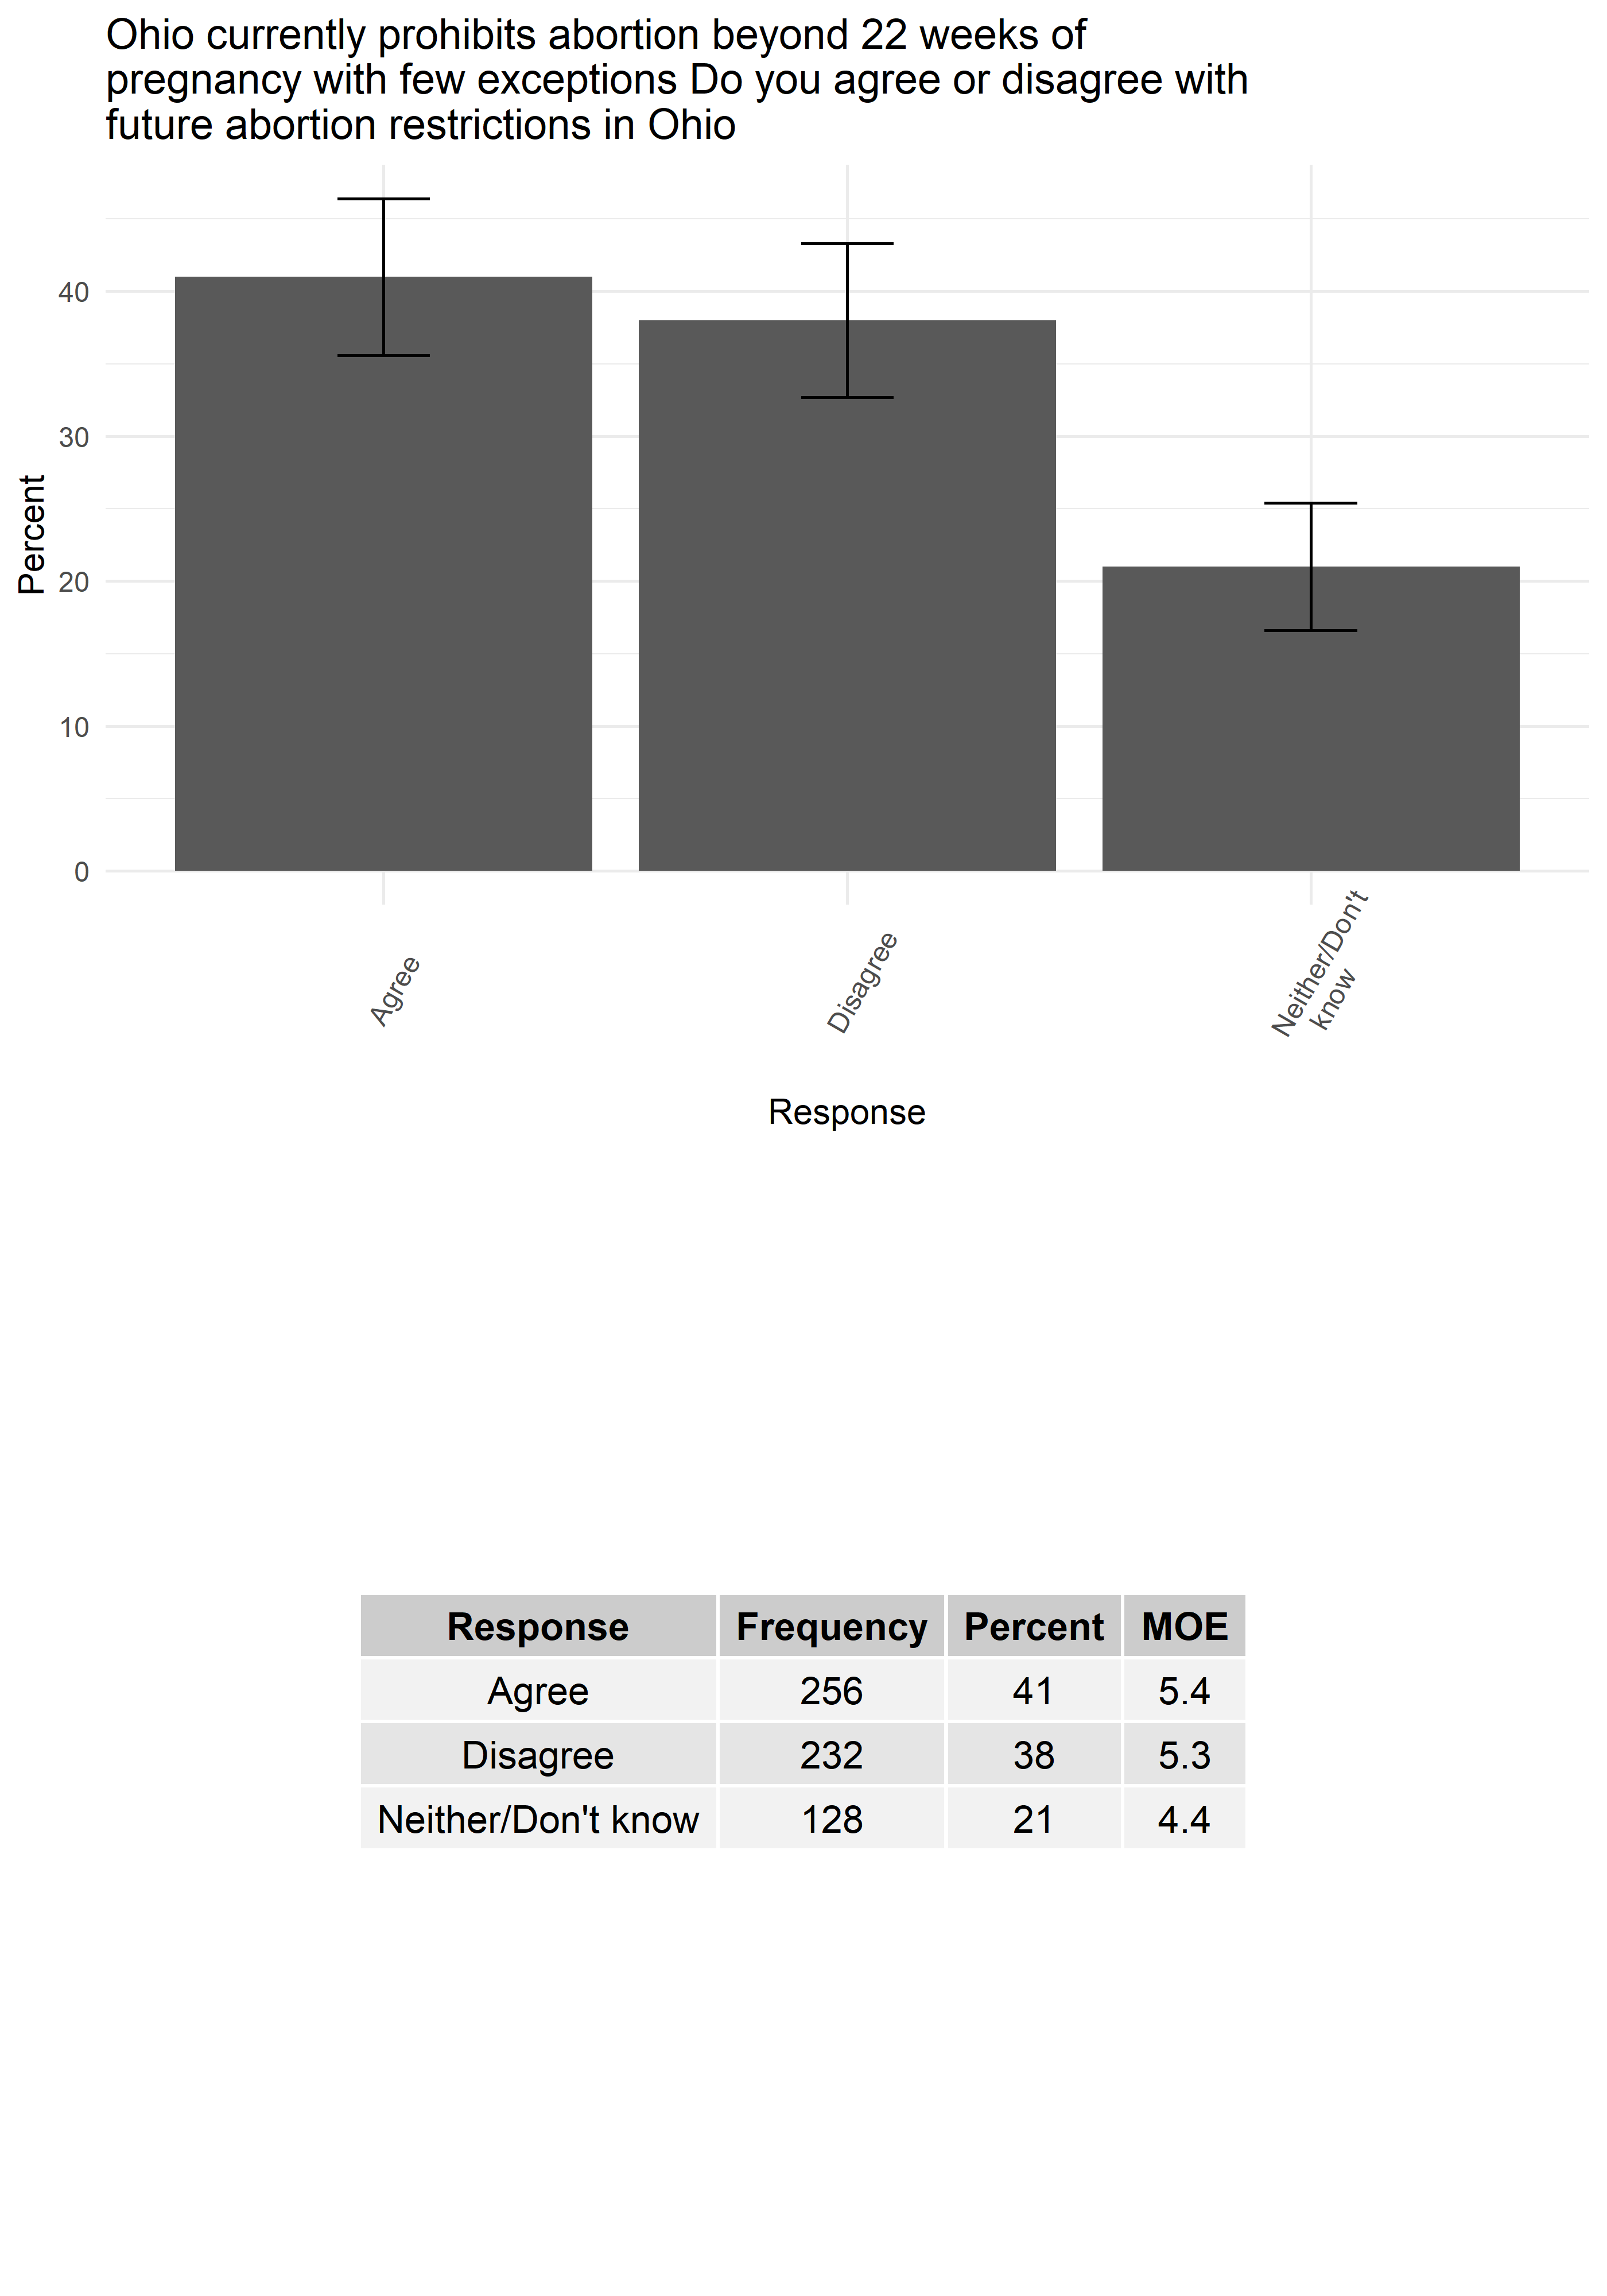 Ohio currently prohibits abortion beyond 22 weeks of
pregnancy with few exceptions Do you agree or disagree with
future abortion restrictions in Ohio
Percent
40
30
20
10
0
Agree
Disagree
Neither/Don't
know
Response
Response Frequency Percent MOE
Agree 256 41 5.4
Disagree 232 38 5.3
Neither/Don't know 128 21 4.4